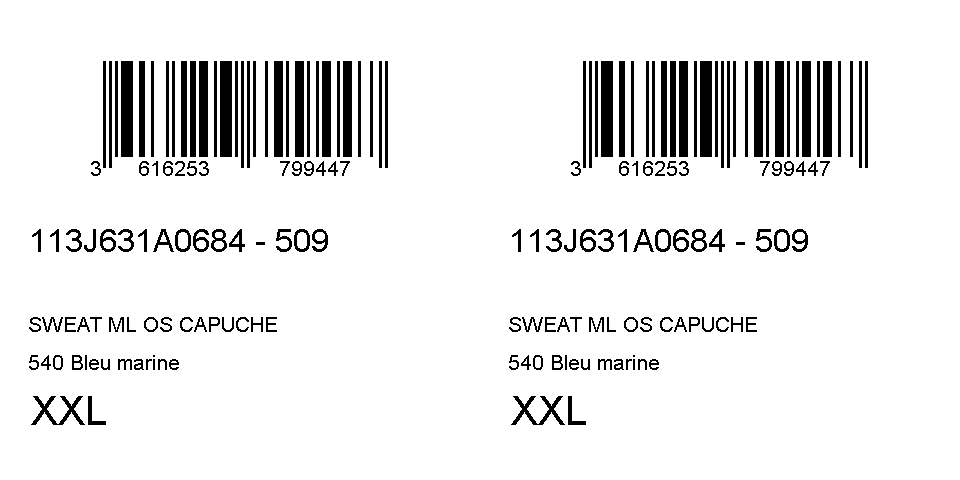 3 616253 799447
113J631A0684 - 509
SWEAT ML OS CAPUCHE
540 Bleu marine
XXL
3 616253 799447
113J631A0684 - 509
SWEAT ML OS CAPUCHE
540 Bleu marine
XXL